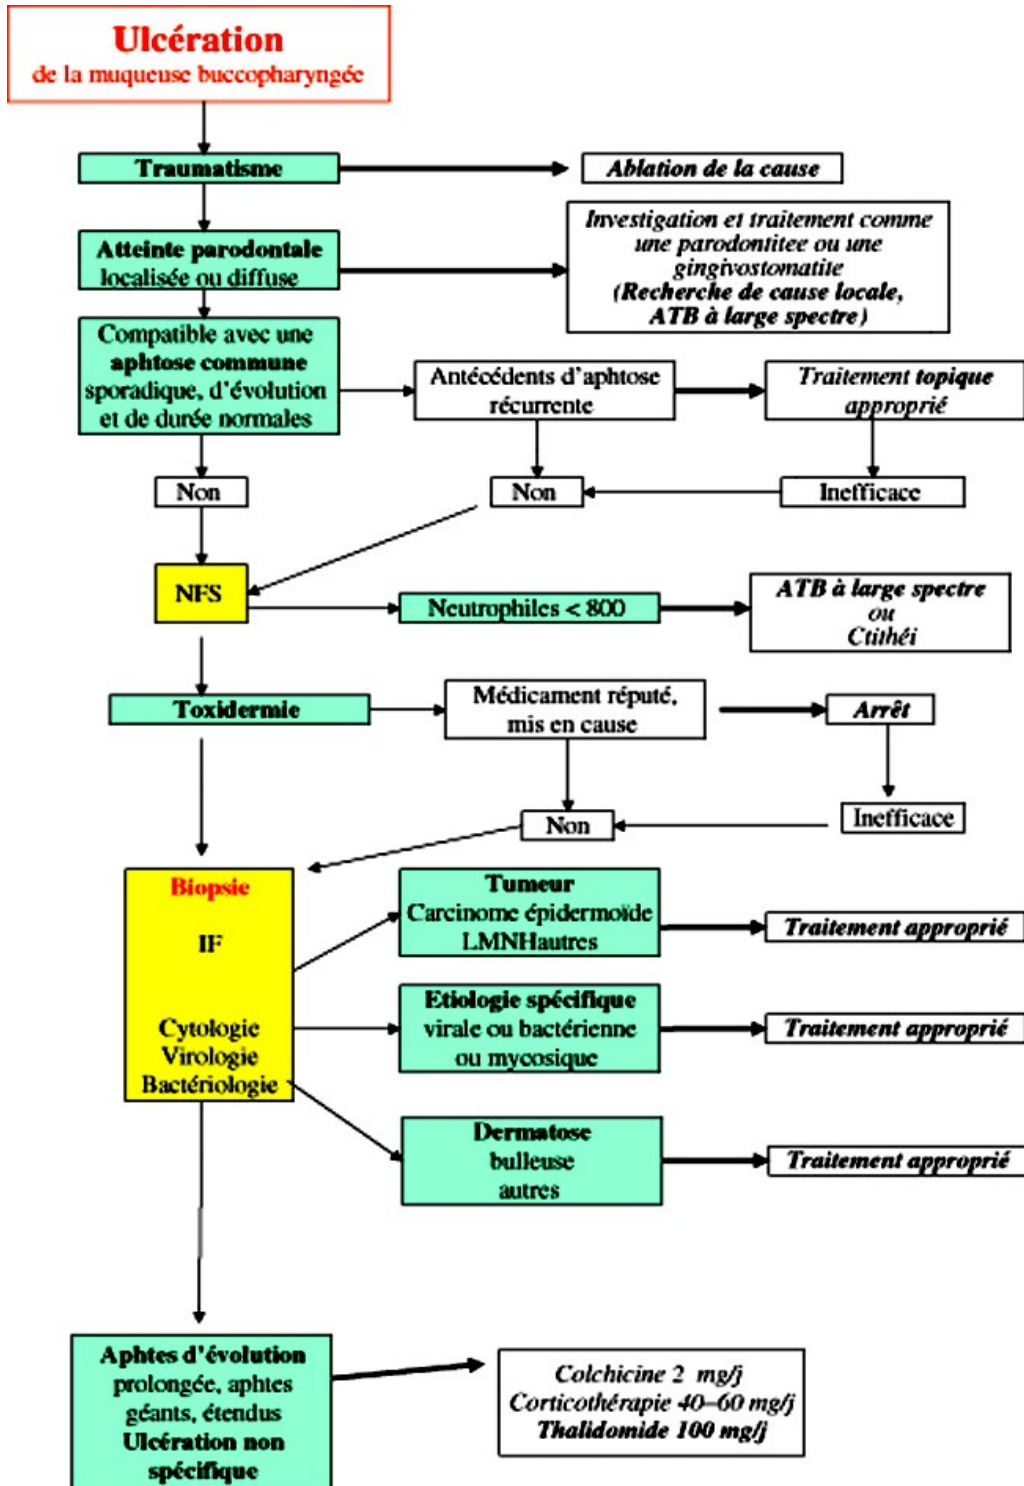 Ulcération
de la muqueuse buccopharyngée
Traumatisme
Ablation de la cause
Atteinte parodontale
localisée ou diffuse
Investigation et traitement comme
une parodontitee ou une
gingivostomatite
(Recherche de cause locale,
ATB à large spectre)
Compatible avec une
aphtose commune
sporadique, d'évolution
et de durée normales
Antécédents d'aphtose
récurrente
Traitement topique
approprié
Non
Non
Inefficace
NFS
Neutrophiles < 800
ATB à large spectre
ou
Ctithéi
Toxidermie
Médicament réputé,
mis en cause
Arrêt
Non
Inefficace
Biopsie
IF
Cytologie
Virologie
Bactériologie
Tumeur
Carcinome épidermoïde
LMNHautres
Traitement approprié
Etiologie spécifique
virale ou bactérienne
ou mycosique
Traitement approprié
Dermatose
bulleuse
autres
Traitement approprié
Aphtes d'évolution
prolongée, aphtes
géants, étendus
Ulcération non
spécifique
Colchicine 2 mg/j
Corticothérapie 40–60 mg/j
Thalidomide 100 mg/j